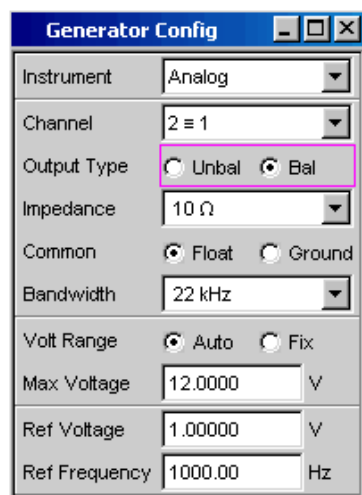 Generator Config
Instrument Analog
Channel 2 ≡ 1
Output Type Unbal Bal
Impedance 10 Ω
Common Float Ground
Bandwidth 22 kHz
Volt Range Auto Fix
Max Voltage 12.0000 V
Ref Voltage 1.00000 V
Ref Frequency 1000.00 Hz